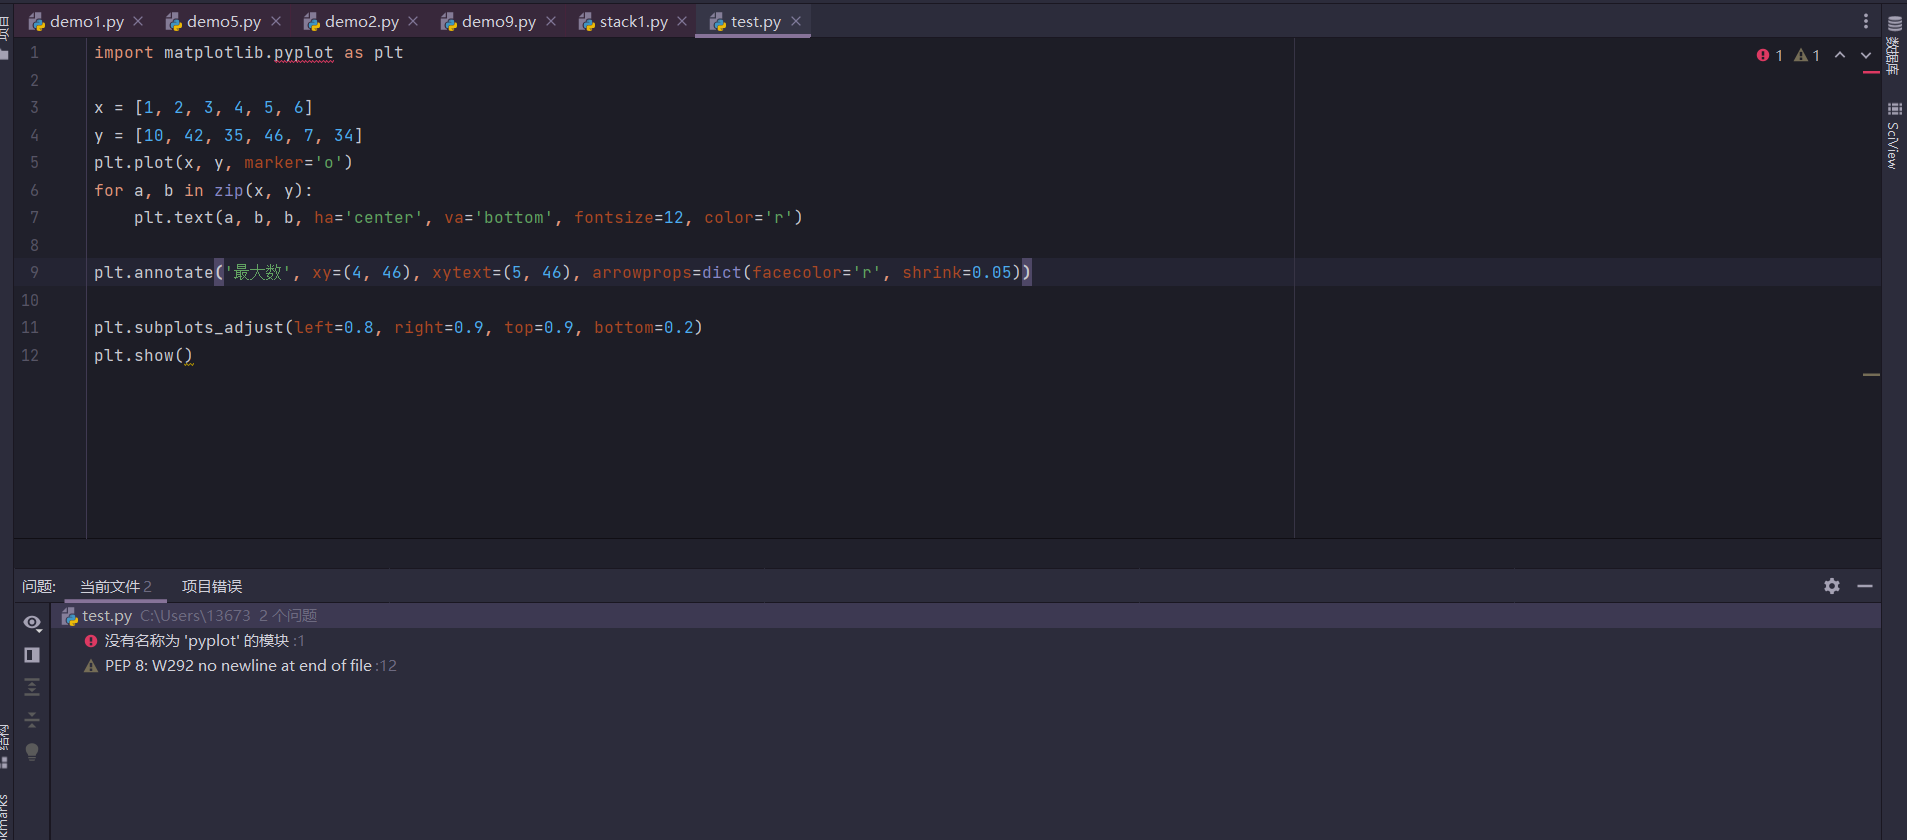 demo1.py demo5.py demo2.py demo9.py stack1.py test.py
项目
1 import matplotlib.pyplot as plt
1 1
数据库
2
3 x = [1, 2, 3, 4, 5, 6]
4 y = [10, 42, 35, 46, 7, 34]
SciView
5 plt.plot(x, y, marker='o')
6 for a, b in zip(x, y):
7     plt.text(a, b, b, ha='center', va='bottom', fontsize=12, color='r')
8
9 plt.annotate('最大数', xy=(4, 46), xytext=(5, 46), arrowprops=dict(facecolor='r', shrink=0.05))
10
11 plt.subplots_adjust(left=0.8, right=0.9, top=0.9, bottom=0.2)
12 plt.show()
问题: 当前文件 2 项目错误
test.py C:\Users\13673 2 个问题
没有名称为 'pyplot' 的模块 :1
PEP 8: W292 no newline at end of file :12
结构